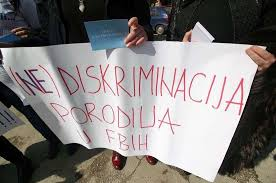 (NE) DISKRIMINACIJA
PORODILJA
U FBIH